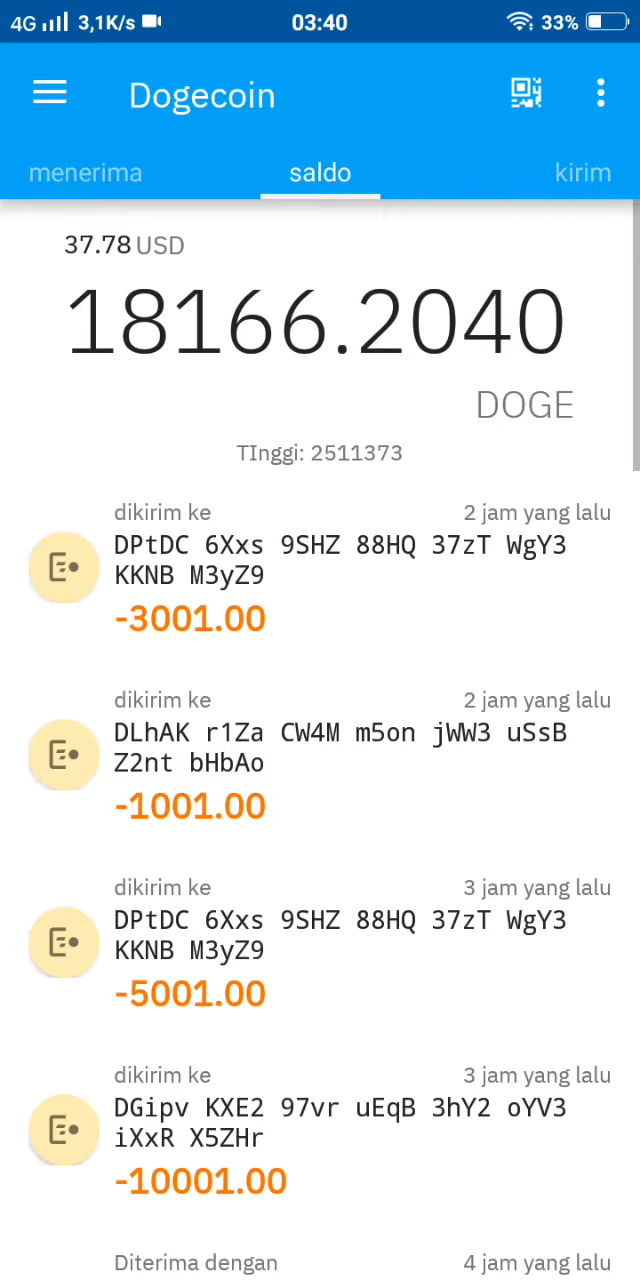 4G 3,1K/s 03:40 33%
Dogecoin
menerima saldo kirim
37.78 USD
18166.2040
DOGE
TInggi: 2511373
dikirim ke 2 jam yang lalu
DPtDC 6Xxs 9SHZ 88HQ 37zT WgY3
KKNB M3yZ9
-3001.00
dikirim ke 2 jam yang lalu
DLhAK r1Za CW4M m5on jWW3 uSsB
Z2nt bHbAo
-1001.00
dikirim ke 3 jam yang lalu
DPtDC 6Xxs 9SHZ 88HQ 37zT WgY3
KKNB M3yZ9
-5001.00
dikirim ke 3 jam yang lalu
DGipv KXE2 97vr uEqB 3hY2 oYV3
iXxR X5ZHr
-10001.00
Diterima dengan 4 jam yang lalu